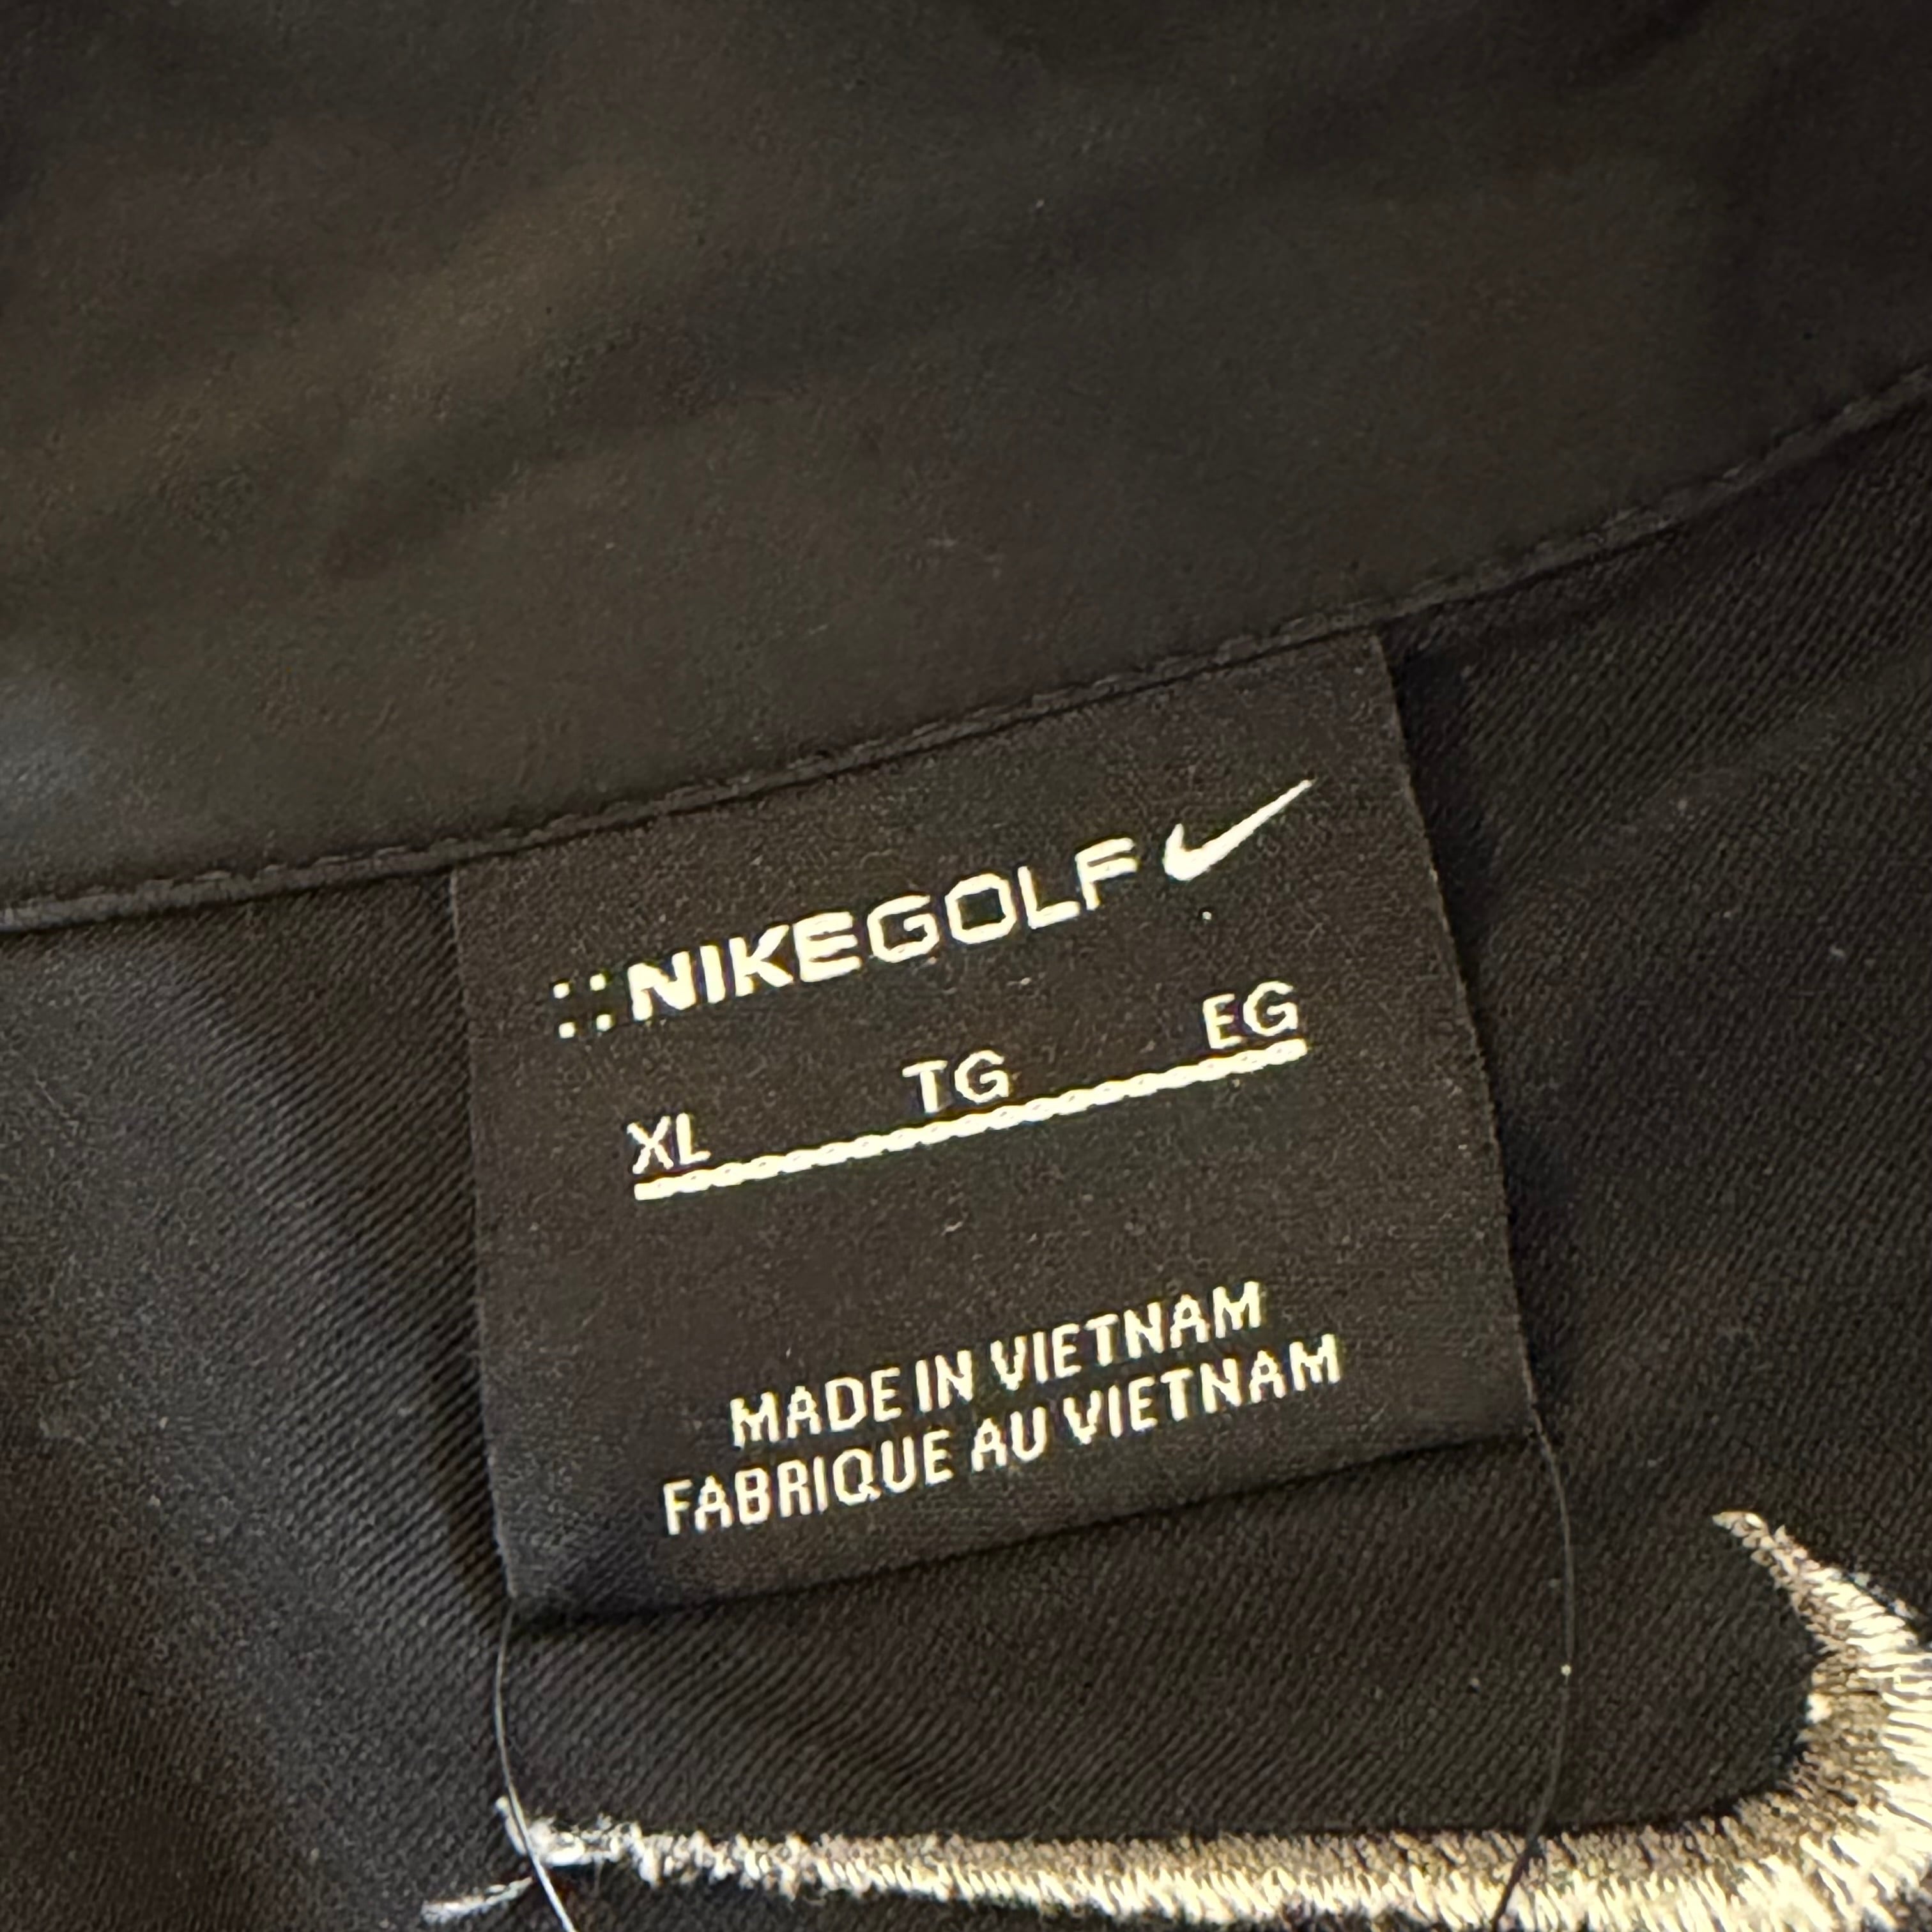 ::NIKEGOLF
XL TG EG
MADE IN VIETNAM
FABRIQUE AU VIETNAM